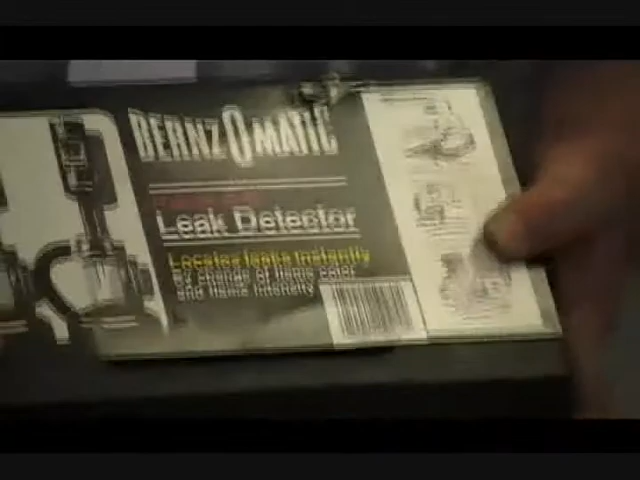 BERNZOMATIC
Leak Detector
Locates leaks instantly
by change of flame color
and flame intensity